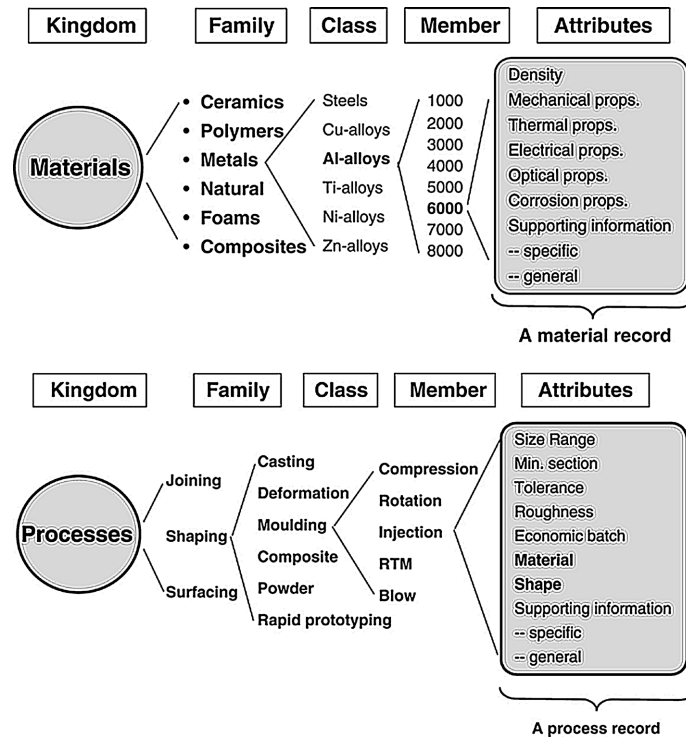 Kingdom Family Class Member Attributes
Materials
• Ceramics
• Polymers
• Metals
• Natural
• Foams
• Composites
Steels
Cu-alloys
Al-alloys
Ti-alloys
Ni-alloys
Zn-alloys
1000
2000
3000
4000
5000
6000
7000
8000
Density
Mechanical props.
Thermal props.
Electrical props.
Optical props.
Corrosion props.
Supporting information
-- specific
-- general
A material record
Kingdom Family Class Member Attributes
Processes
Joining
Shaping
Surfacing
Casting
Deformation
Moulding
Composite
Powder
Rapid prototyping
Compression
Rotation
Injection
RTM
Blow
Size Range
Min. section
Tolerance
Roughness
Economic batch
Material
Shape
Supporting information
-- specific
-- general
A process record